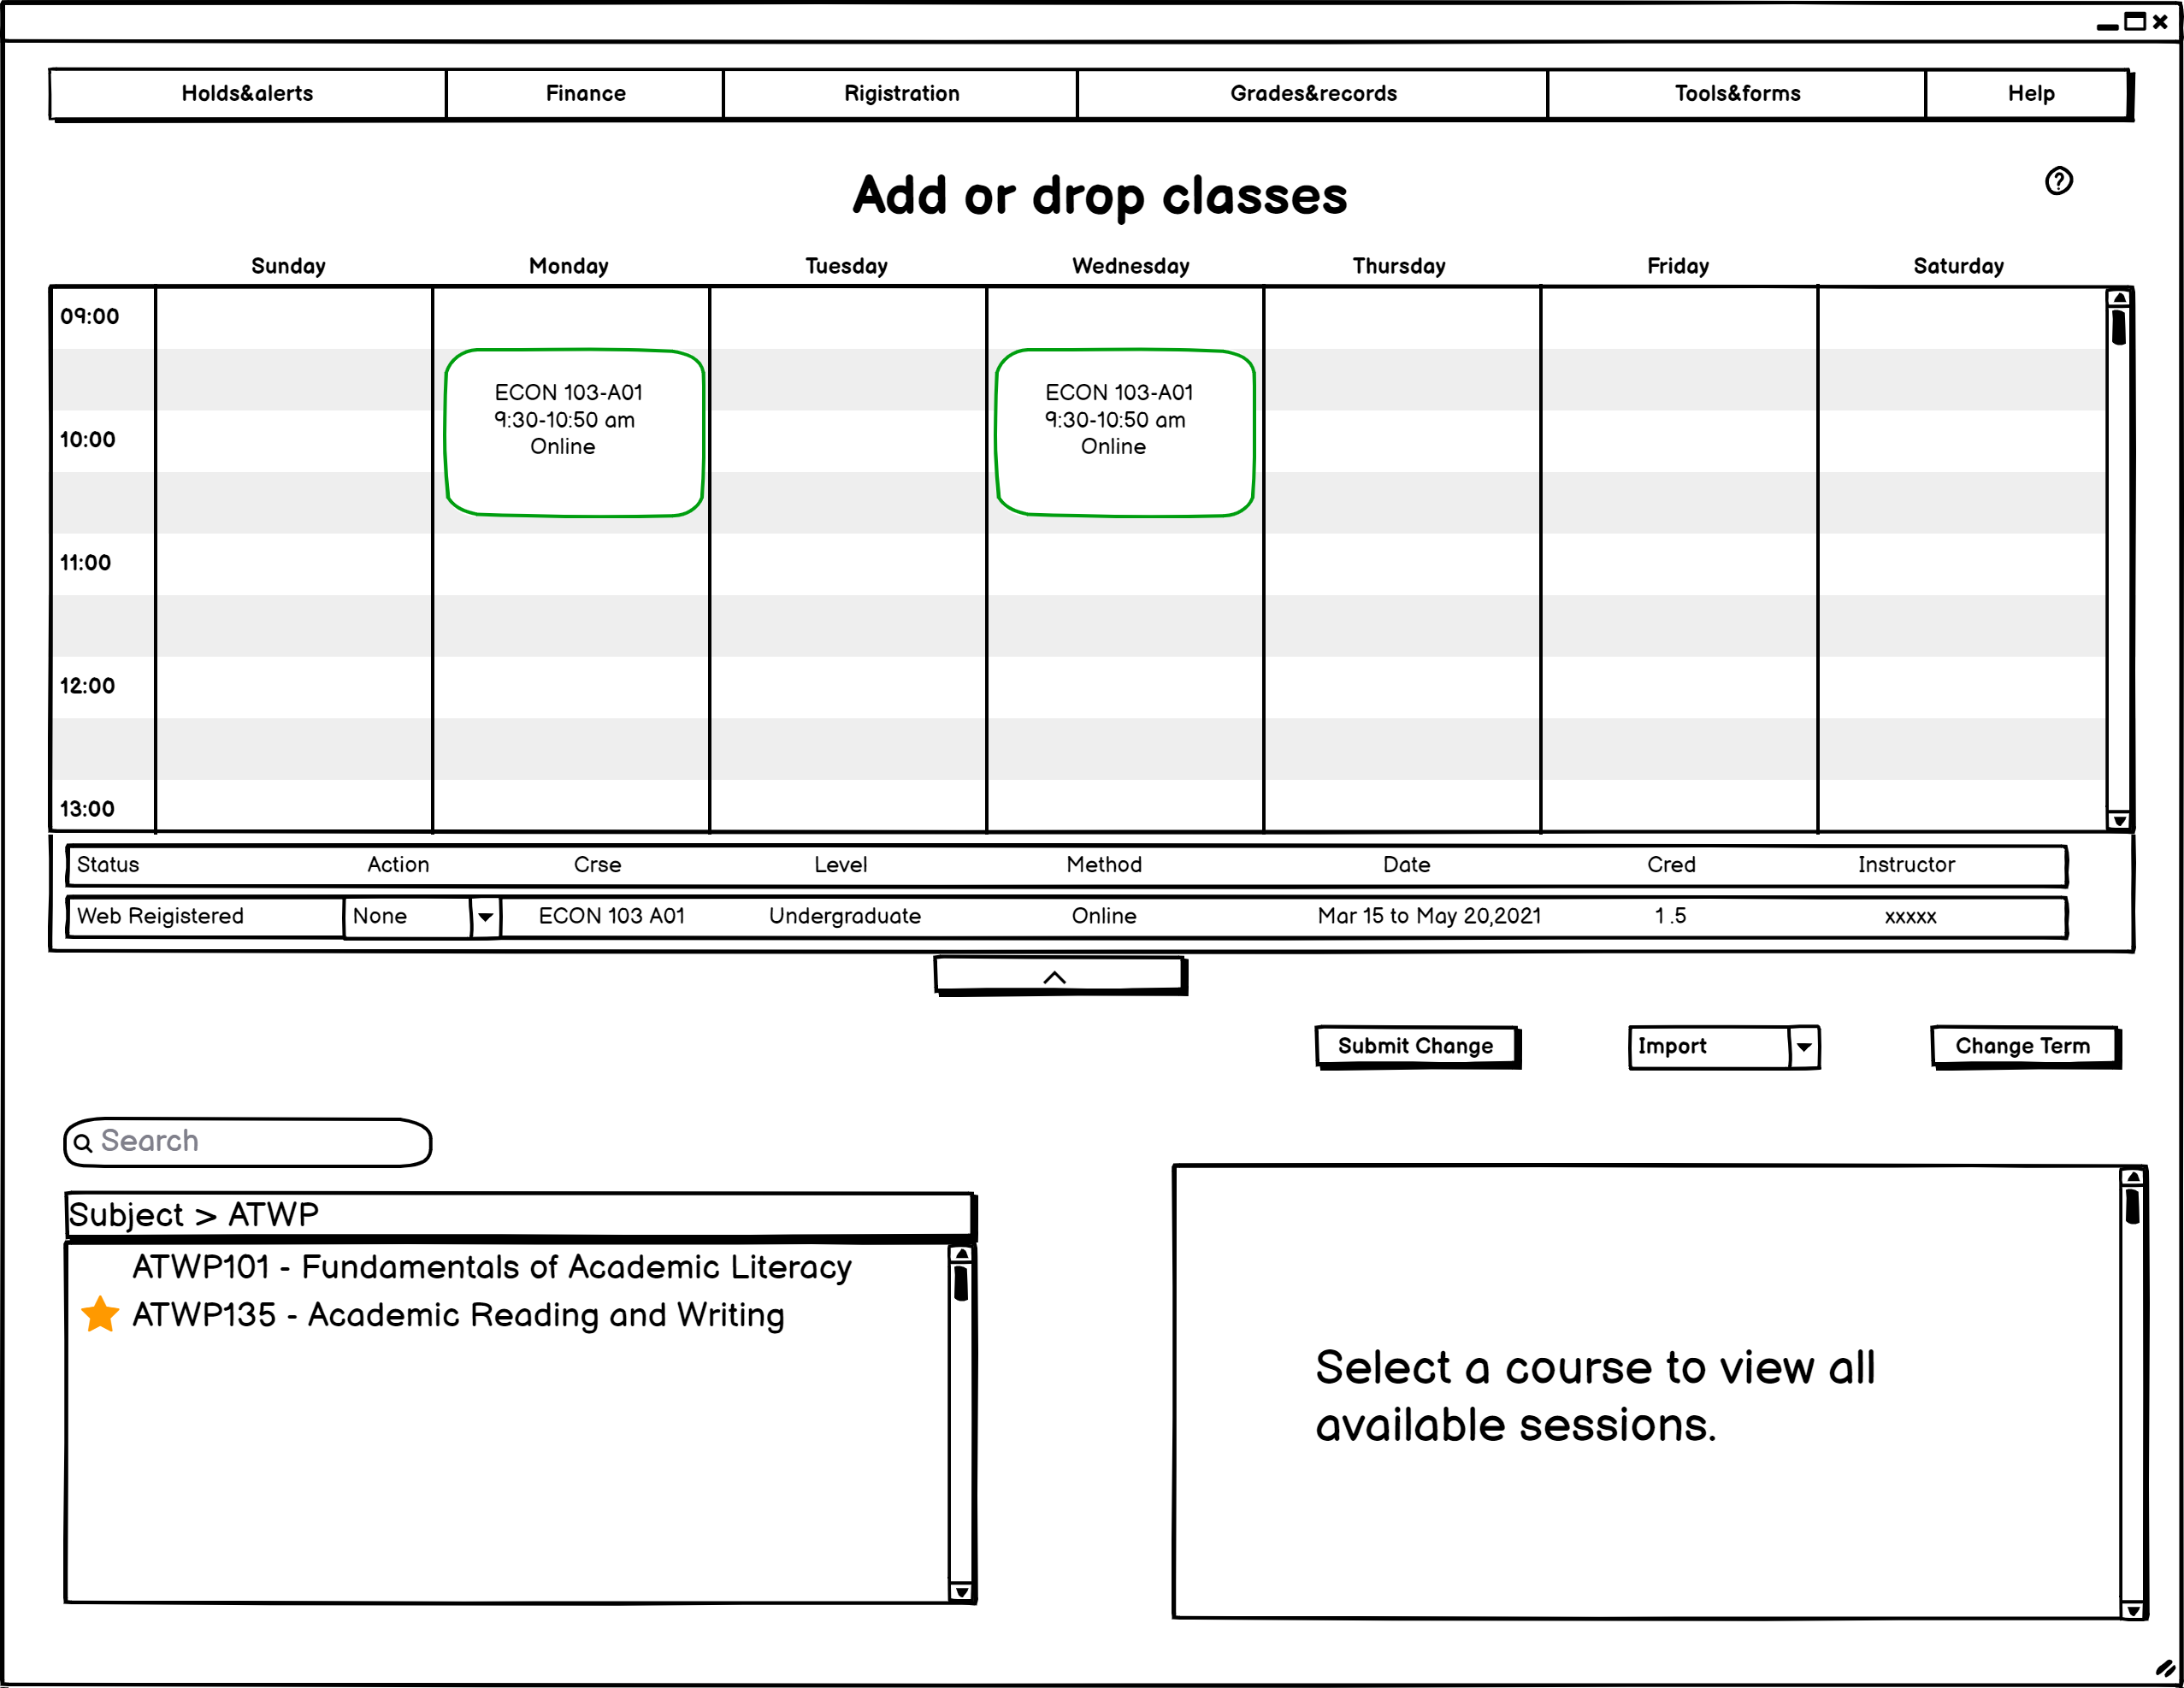 Holds&alerts Finance Rigistration Grades&records Tools&forms Help
Add or drop classes
?
Sunday Monday Tuesday Wednesday Thursday Friday Saturday
09:00
ECON 103-A01 ECON 103-A01
9:30-10:50 am 9:30-10:50 am
10:00
Online Online
11:00
12:00
13:00
Status Action Crse Level Method Date Cred Instructor
Web Reigistered None ECON 103 A01 Undergraduate Online Mar 15 to May 20,2021 1 .5 xxxxx
Submit Change Import Change Term
Search
Subject > ATWP
ATWP101 - Fundamentals of Academic Literacy
ATWP135 - Academic Reading and Writing
Select a course to view all
available sessions.